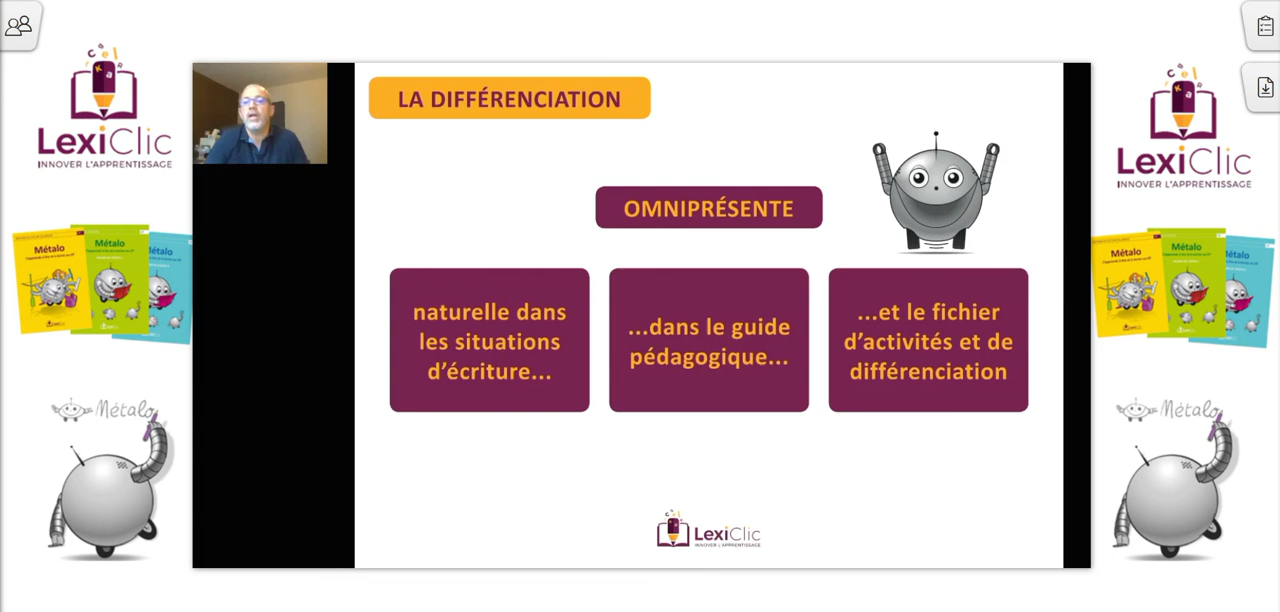 LexiClic
INNOVER L'APPRENTISSAGE
Métalo
Métalo
Métalo
Métalo
LA DIFFÉRENCIATION
OMNIPRÉSENTE
naturelle dans
les situations
d'écriture...
...dans le guide
pédagogique...
...et le fichier
d'activités et de
différenciation
LexiClic
INNOVER L'APPRENTISSAGE
LexiClic
INNOVER L'APPRENTISSAGE
Métalo
Métalo
Métalo
Métalo